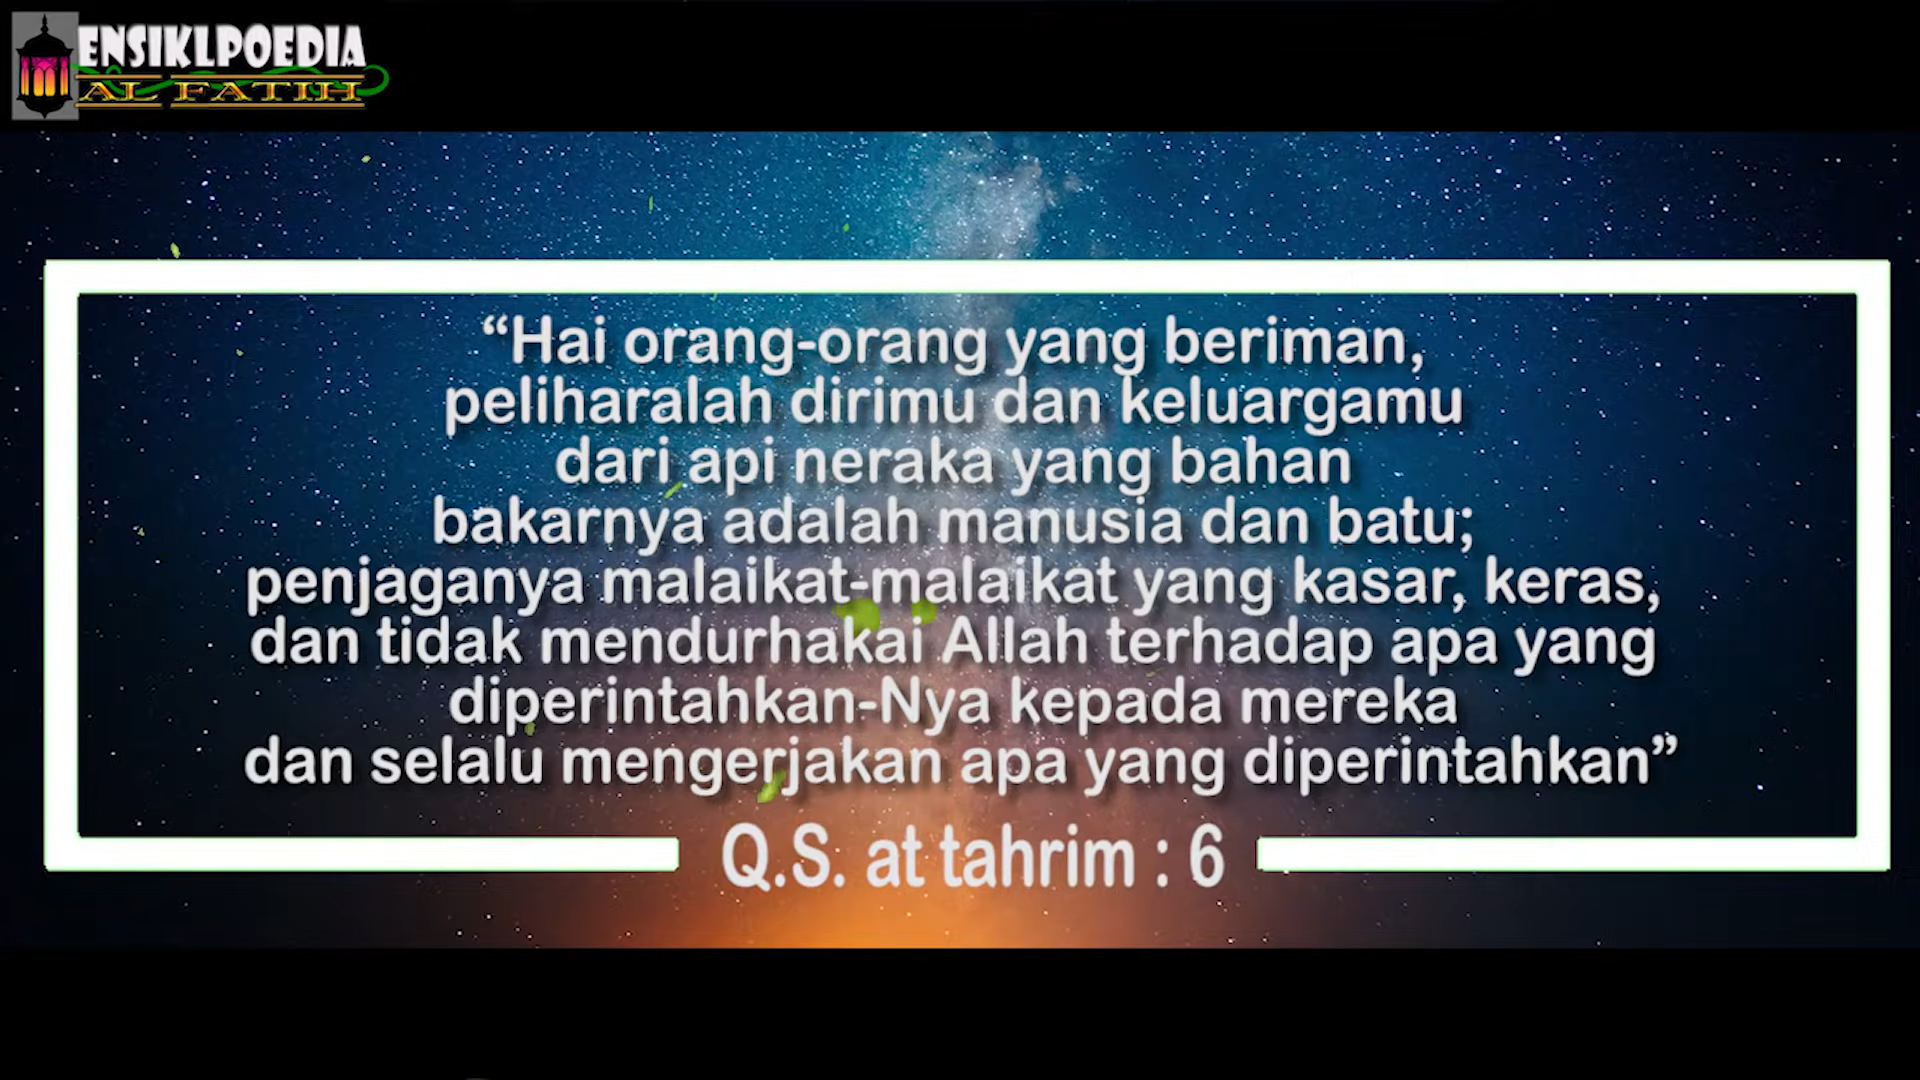 ENSIKLPOEDIA
AL FATIH
“Hai orang-orang yang beriman,
peliharalah dirimu dan keluargamu
dari api neraka yang bahan
bakarnya adalah manusia dan batu;
penjaganya malaikat-malaikat yang kasar, keras,
dan tidak mendurhakai Allah terhadap apa yang
diperintahkan-Nya kepada mereka
dan selalu mengerjakan apa yang diperintahkan”
Q.S. at tahrim : 6